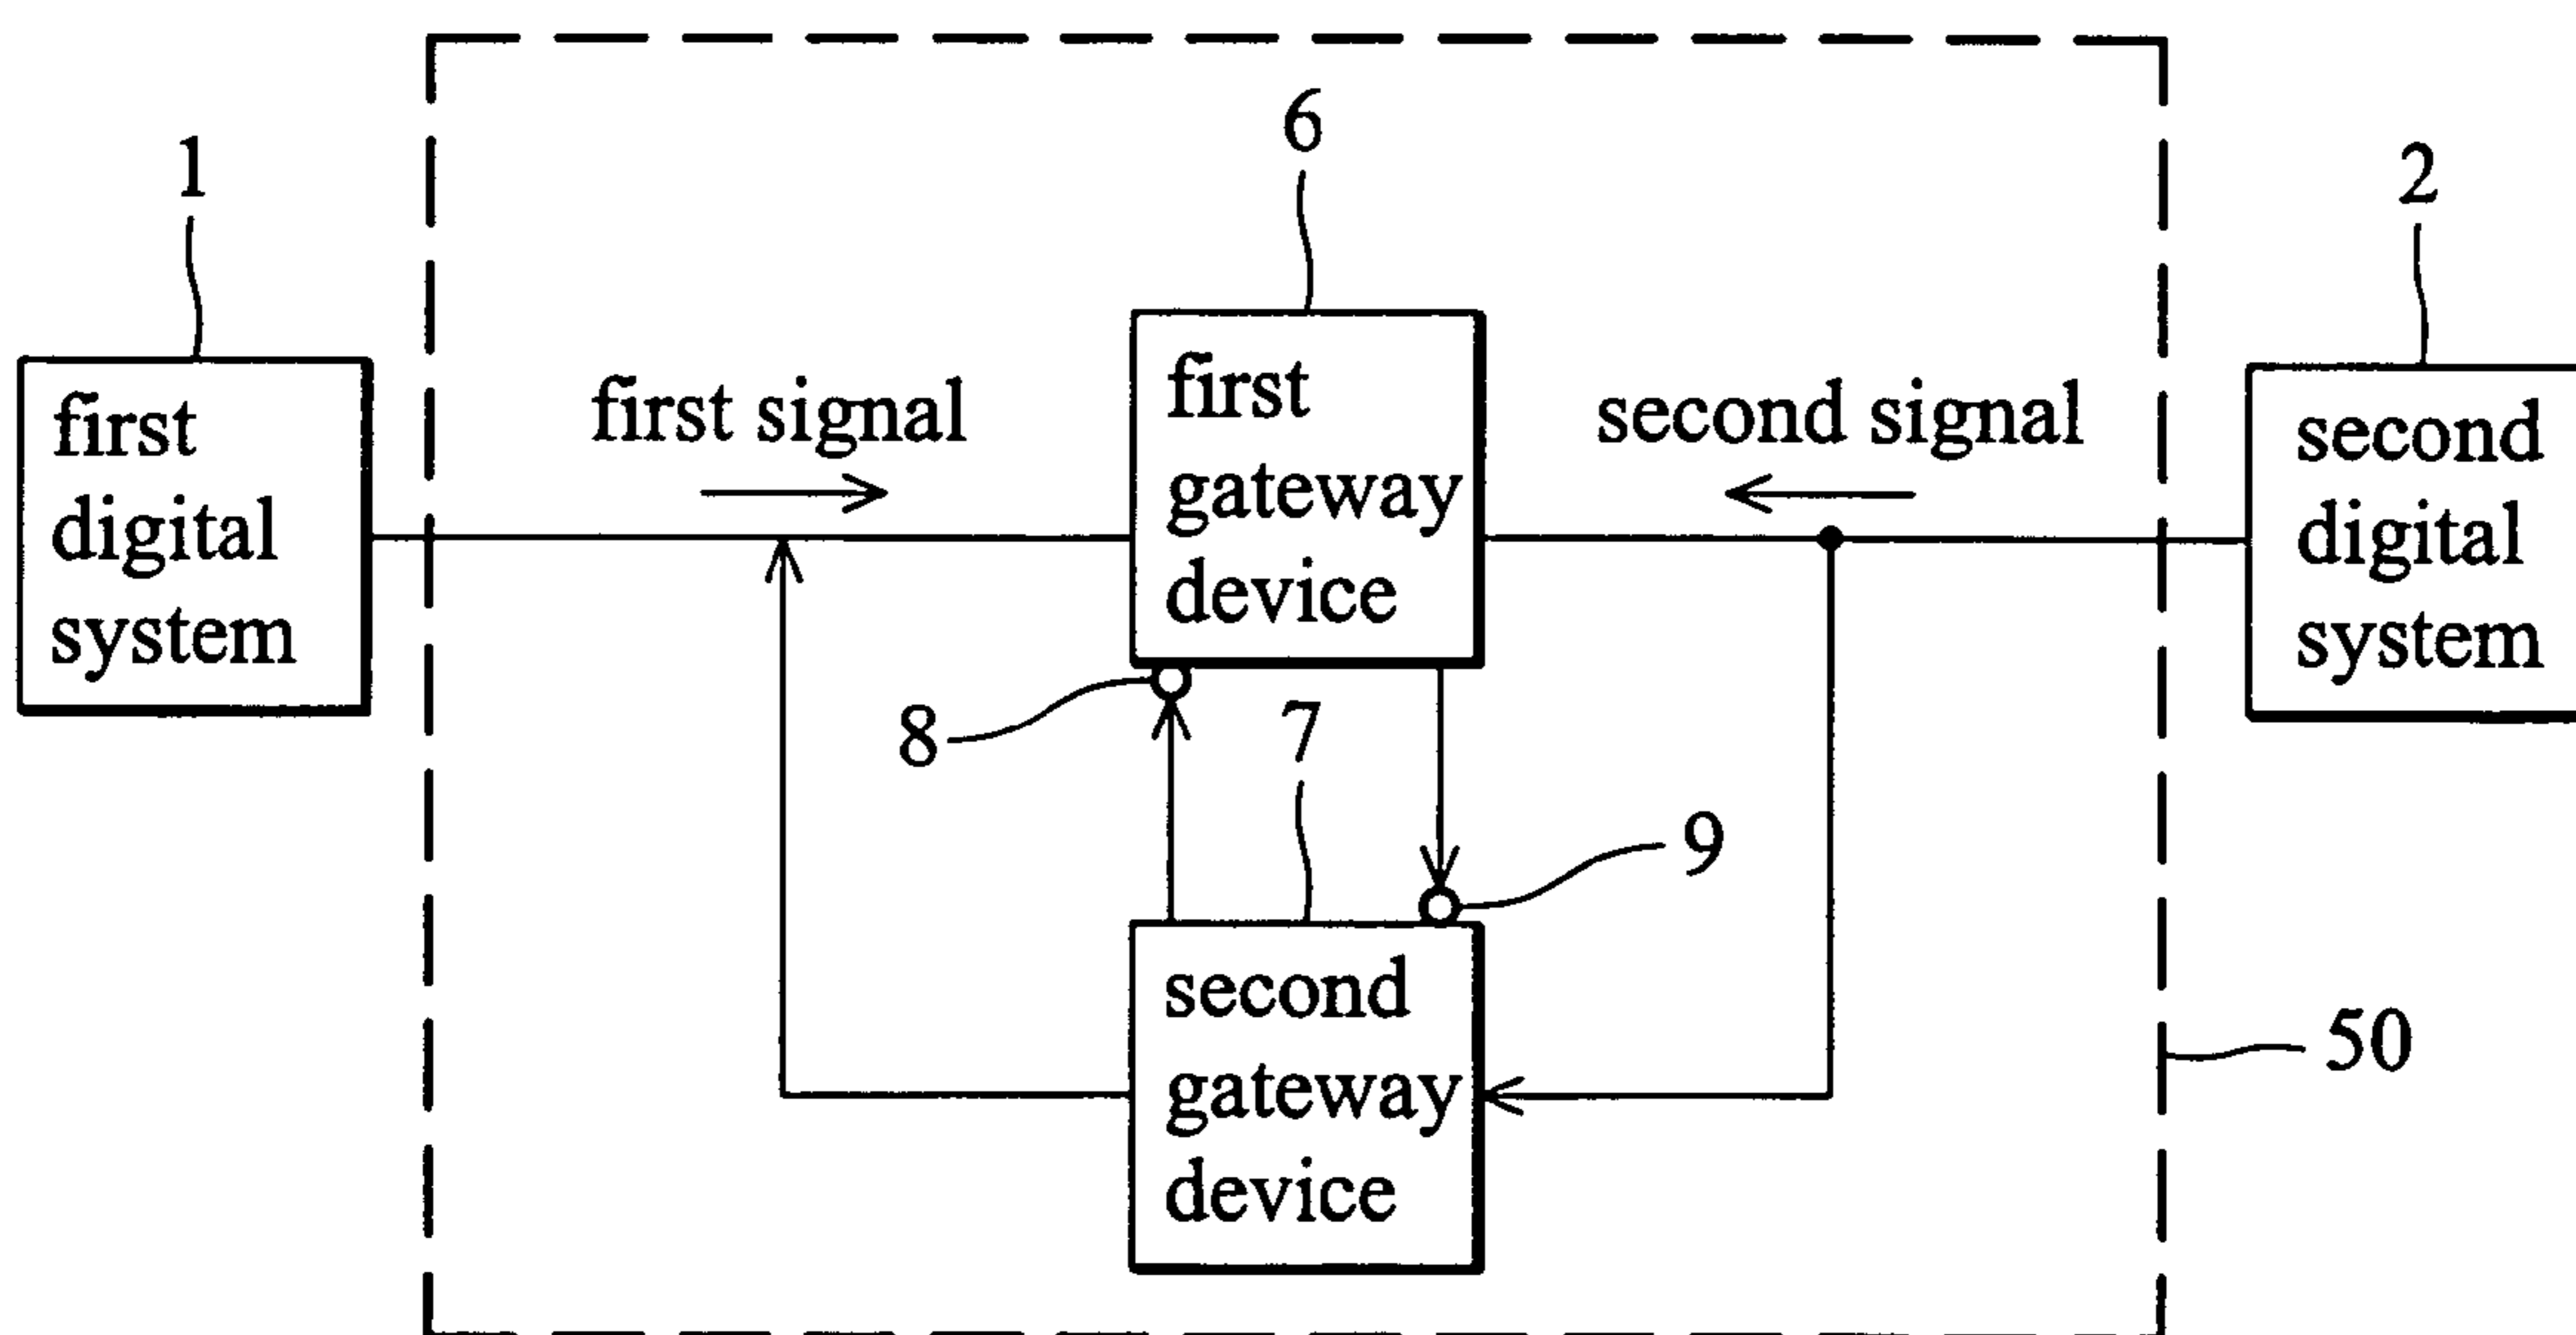 6
1
2
first
digital
system
first signal
first
gateway
device
second signal
second
digital
system
8
7
9
second
gateway
device
50